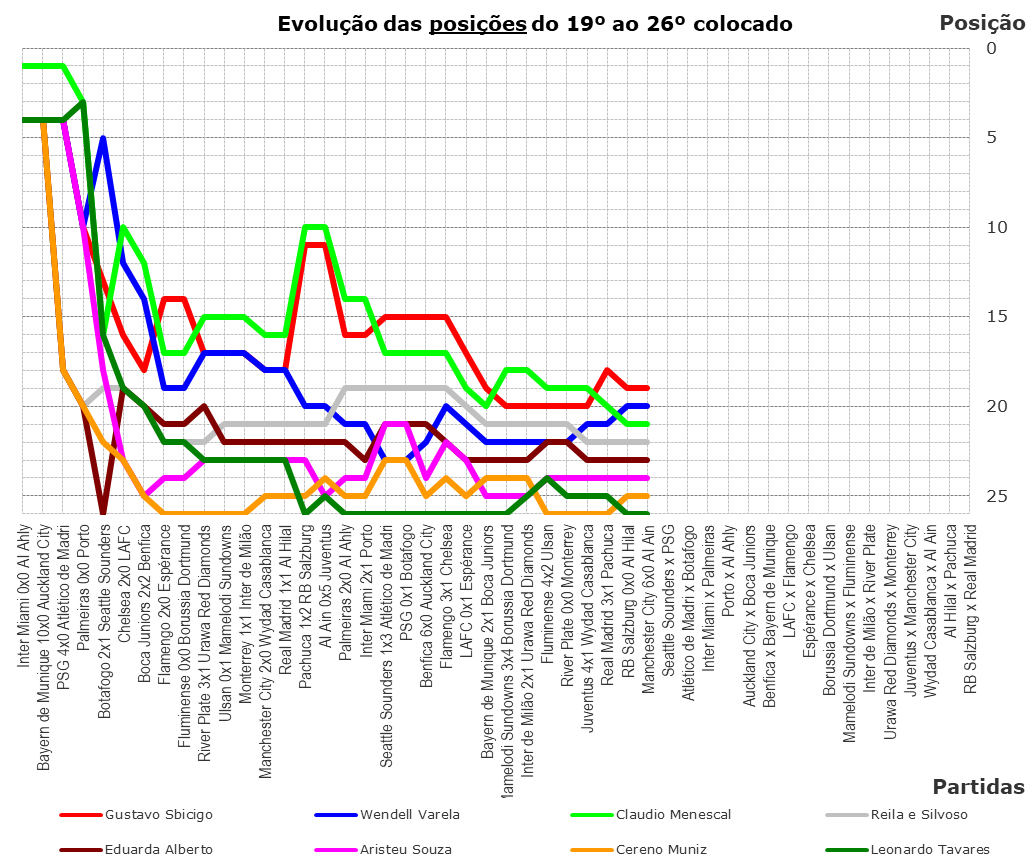 Evolução das posições do 19º ao 26º colocado
Posição
0
5
10
15
20
25
Inter Miami 0x0 Al Ahly
Bayern de Munique 10x0 Auckland City
PSG 4x0 Atlético de Madri
Palmeiras 0x0 Porto
Botafogo 2x1 Seattle Sounders
Chelsea 2x0 LAFC
Boca Juniors 2x2 Benfica
Flamengo 2x0 Espérance
Fluminense 0x0 Borussia Dortmund
River Plate 3x1 Urawa Red Diamonds
Ulsan 0x1 Mamelodi Sundowns
Monterrey 1x1 Inter de Milão
Manchester City 2x0 Wydad Casablanca
Real Madrid 1x1 Al Hilal
Pachuca 1x2 RB Salzburg
Al Ain 0x5 Juventus
Palmeiras 2x0 Al Ahly
Inter Miami 2x1 Porto
Seattle Sounders 1x3 Atlético de Madri
PSG 0x1 Botafogo
Benfica 6x0 Auckland City
Flamengo 3x1 Chelsea
LAFC 0x1 Espérance
Bayern de Munique 2x1 Boca Juniors
Mamelodi Sundowns 3x4 Borussia Dortmund
Inter de Milão 2x1 Urawa Red Diamonds
Fluminense 4x2 Ulsan
River Plate 0x0 Monterrey
Juventus 4x1 Wydad Casablanca
Real Madrid 3x1 Pachuca
RB Salzburg 0x0 Al Hilal
Manchester City 6x0 Al Ain
Seattle Sounders x PSG
Atlético de Madri x Botafogo
Inter Miami x Palmeiras
Porto x Al Ahly
Auckland City x Boca Juniors
Benfica x Bayern de Munique
LAFC x Flamengo
Espérance x Chelsea
Borussia Dortmund x Ulsan
Mamelodi Sundowns x Fluminense
Inter de Milão x River Plate
Urawa Red Diamonds x Monterrey
Juventus x Manchester City
Wydad Casablanca x Al Ain
Al Hilal x Pachuca
RB Salzburg x Real Madrid
Partidas
Gustavo Sbicigo
Wendell Varela
Claudio Menescal
Reila e Silvoso
Eduarda Alberto
Aristeu Souza
Cereno Muniz
Leonardo Tavares